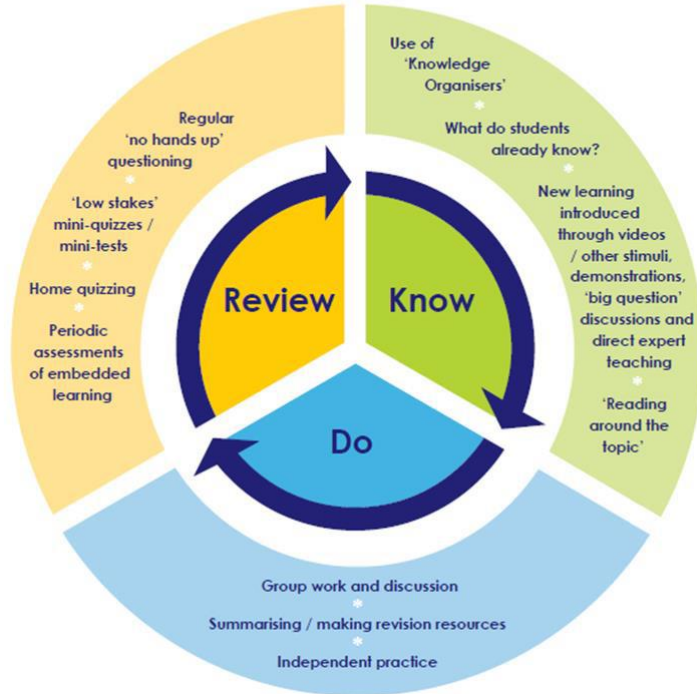 Use of
‘Knowledge
Organisers’
*
What do students
already know?
*
New learning
introduced
through videos
/ other stimuli,
demonstrations,
‘big question’
discussions and
direct expert
teaching
*
‘Reading
around the
topic’
Regular
‘no hands up’
questioning
*
‘Low stakes’
mini-quizzes /
mini-tests
*
Home quizzing
*
Periodic
assessments
of embedded
learning
Review
Know
Do
Group work and discussion
*
Summarising / making revision resources
*
Independent practice